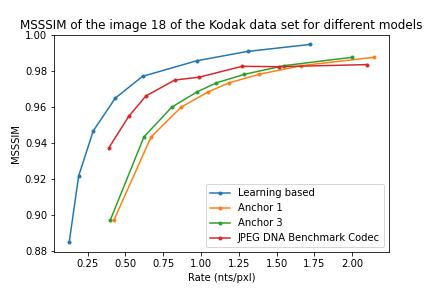 MSSSIM of the image 18 of the Kodak data set for different models
1.00
0.98
0.96
0.94
0.92
0.90
0.88
MSSSIM
Learning based
Anchor 1
Anchor 3
JPEG DNA Benchmark Codec
0.25 0.50 0.75 1.00 1.25 1.50 1.75 2.00
Rate (nts/pxl)